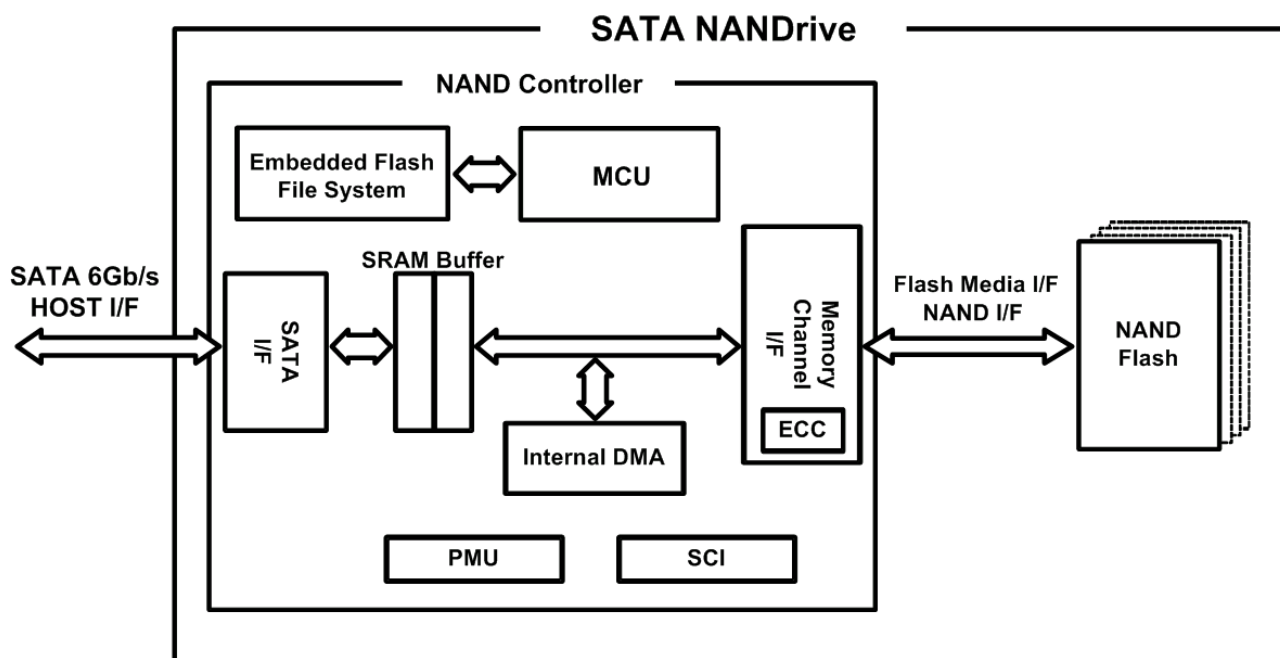 SATA NANDrive
NAND Controller
Embedded Flash
File System
MCU
SRAM Buffer
SATA 6Gb/s
HOST I/F
SATA
I/F
Memory
Channel
I/F
ECC
Internal DMA
Flash Media I/F
NAND I/F
NAND
Flash
PMU
SCI